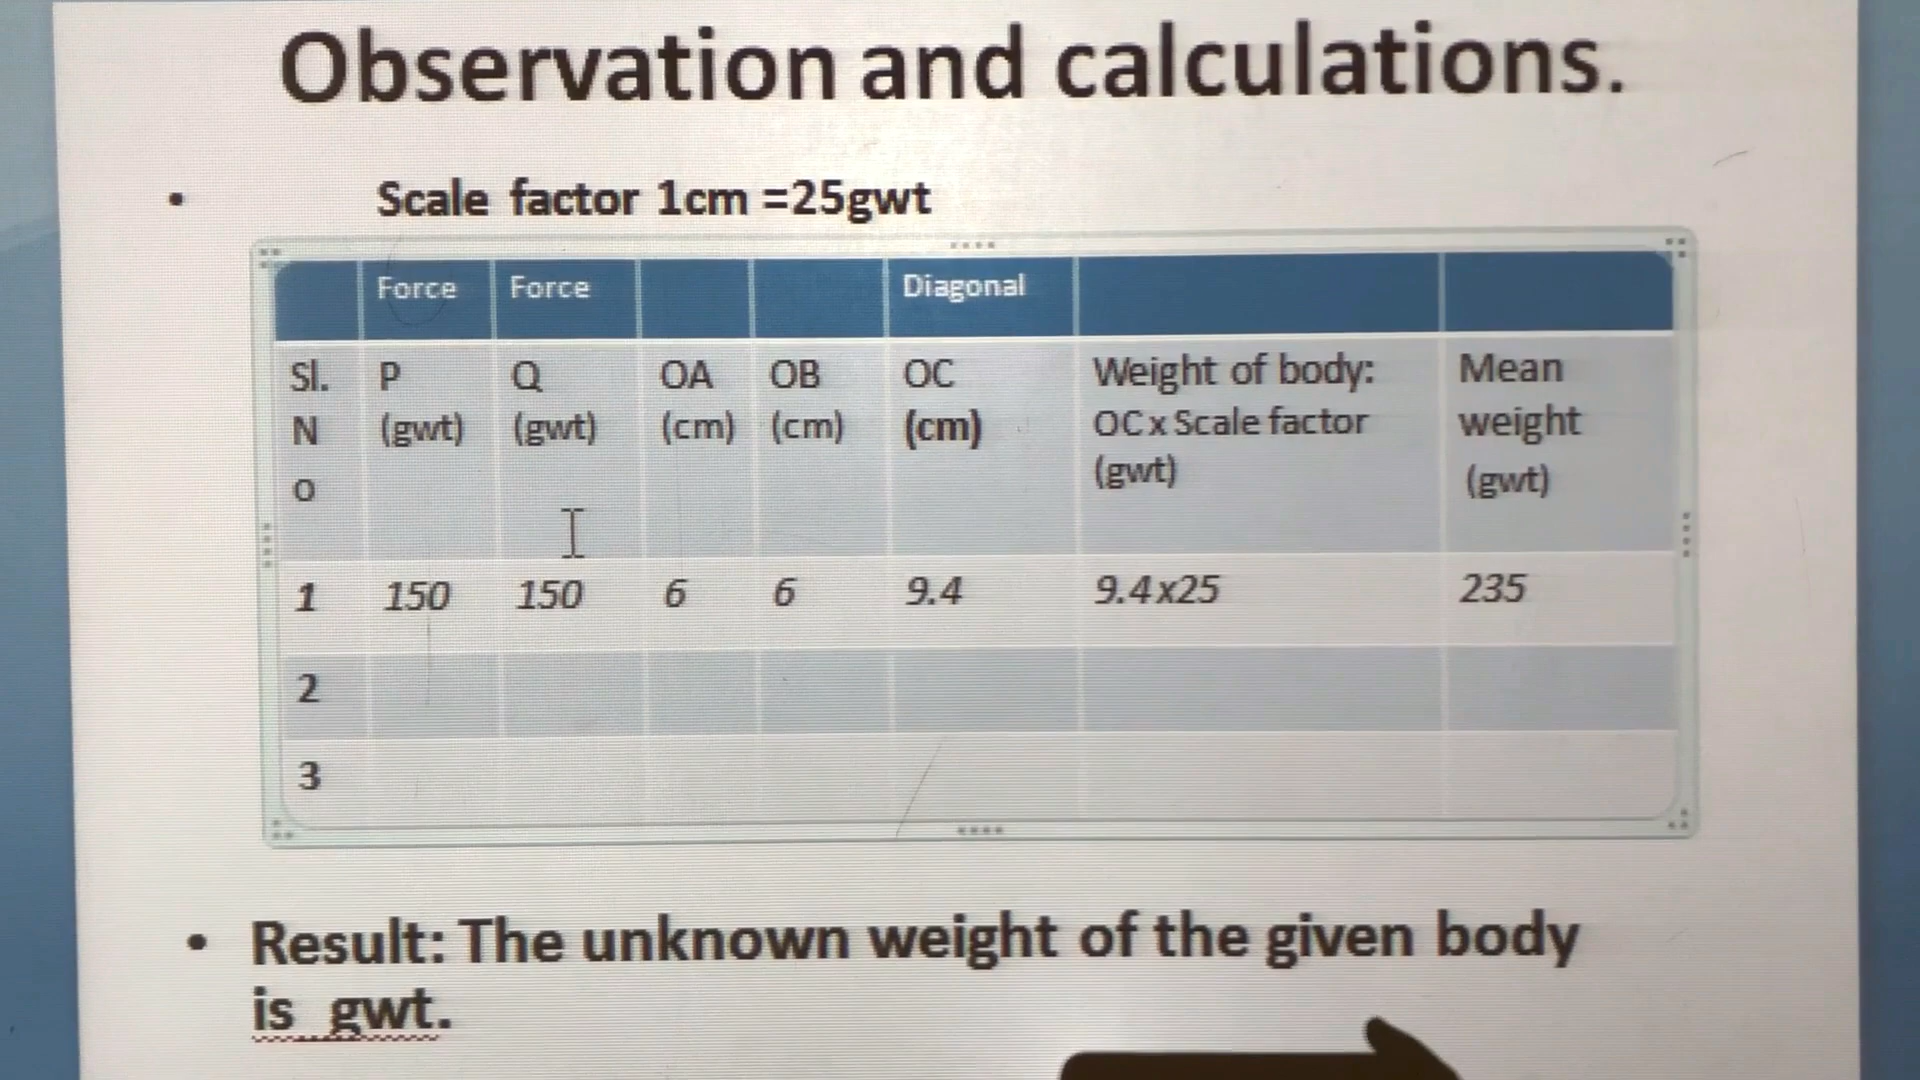 Observation and calculations.
• Scale factor 1cm =25gwt
Force Force Diagonal
Sl. No P (gwt) Q (gwt) OA (cm) OB (cm) OC (cm) Weight of body: OC x Scale factor (gwt) Mean weight (gwt)
1 150 150 6 6 9.4 9.4x25 235
2
3
• Result: The unknown weight of the given body
is gwt.